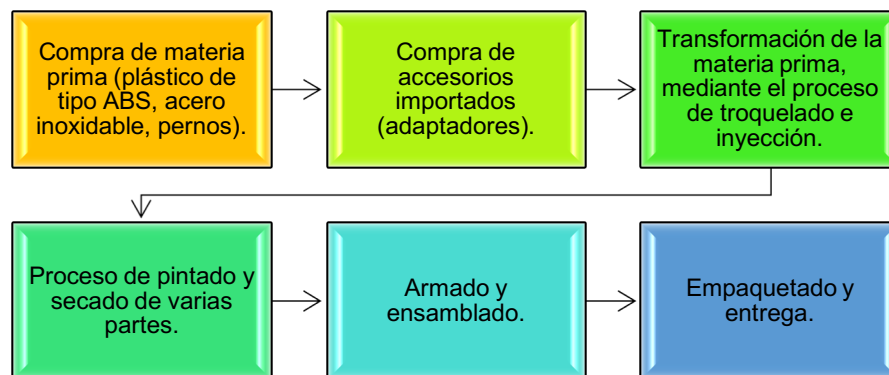 Compra de materia
prima (plástico de
tipo ABS, acero
inoxidable, pernos).
Compra de
accesorios
importados
(adaptadores).
Transformación de la
materia prima,
mediante el proceso
de troquelado e
inyección.
Proceso de pintado y
secado de varias
partes.
Armado y
ensamblado.
Empaquetado y
entrega.